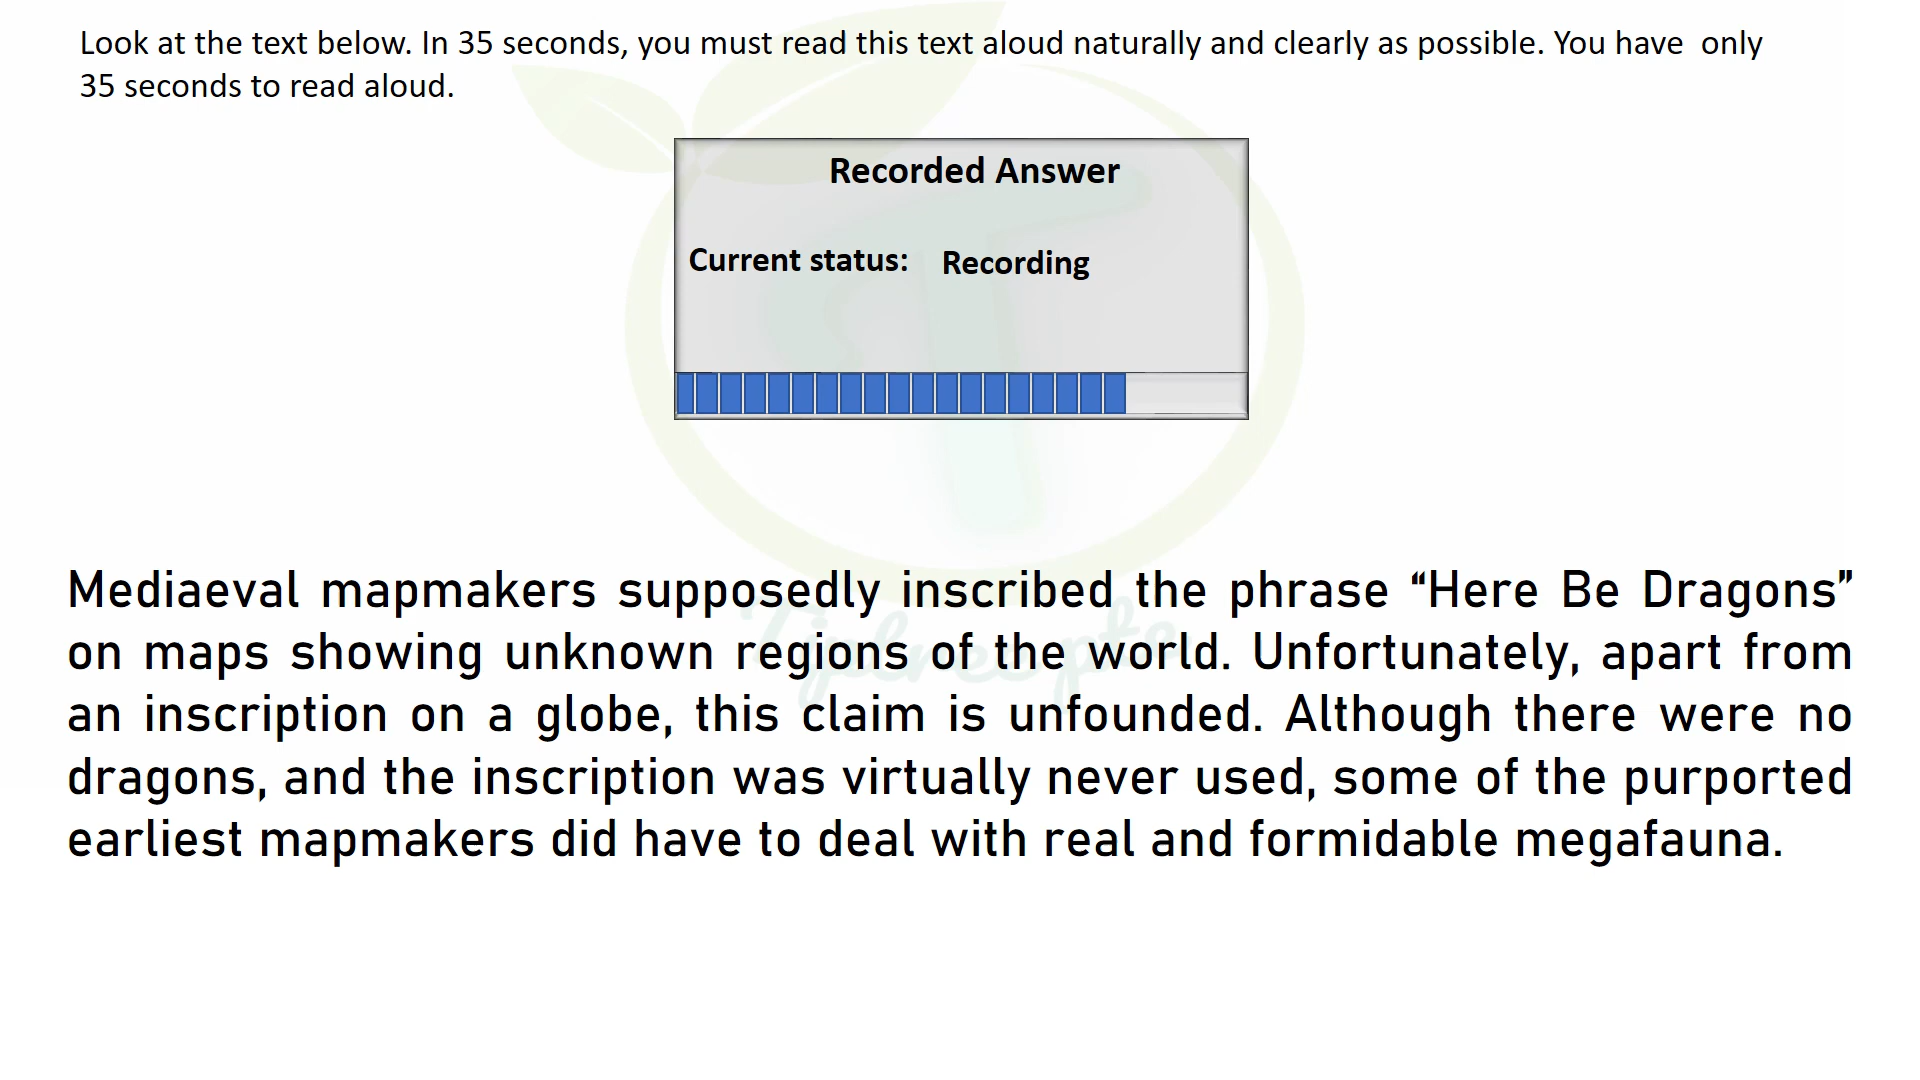 Look at the text below. In 35 seconds, you must read this text aloud naturally and clearly as possible. You have  only
35 seconds to read aloud.
Recorded Answer
Current status: Recording
Mediaeval mapmakers supposedly inscribed the phrase “Here Be Dragons”
on maps showing unknown regions of the world. Unfortunately, apart from
an inscription on a globe, this claim is unfounded. Although there were no
dragons, and the inscription was virtually never used, some of the purported
earliest mapmakers did have to deal with real and formidable megafauna.